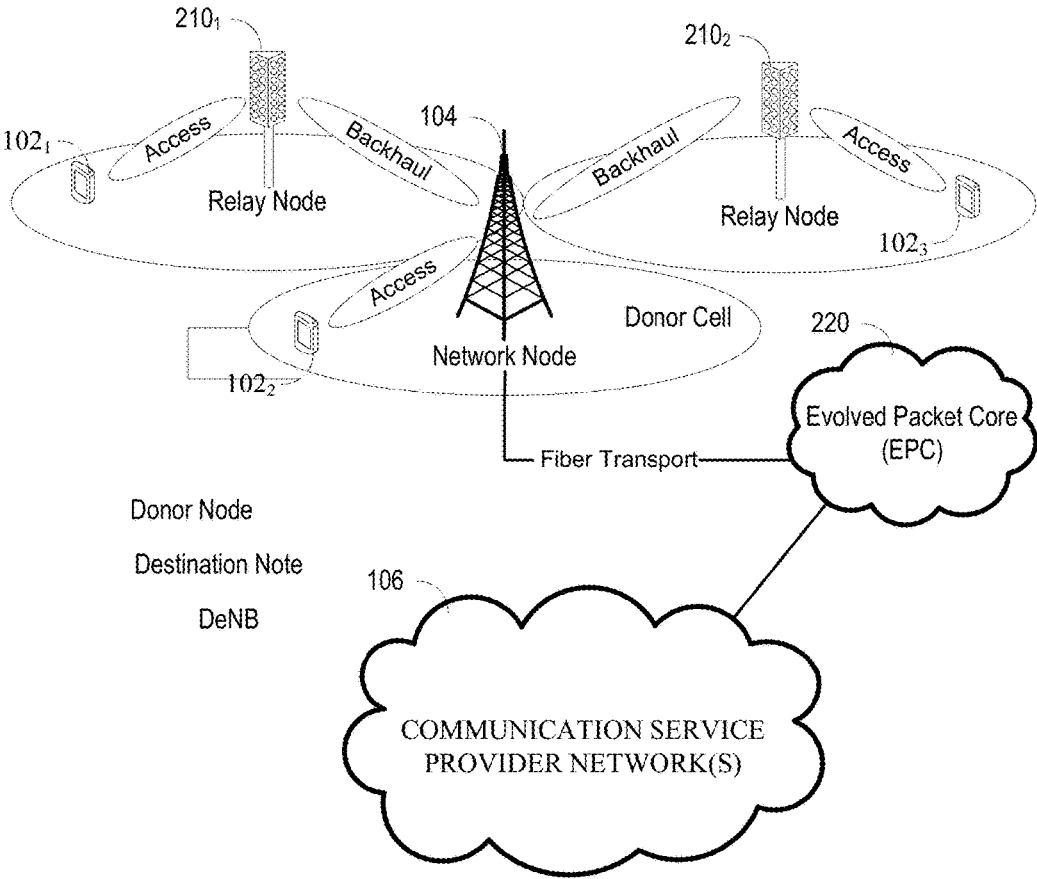 210₁
210₂
104
102₁
Access
Backhaul
Backhaul
Access
Relay Node
Relay Node
102₃
Access
Donor Cell
220
Network Node
102₂
Evolved Packet Core
(EPC)
Fiber Transport
Donor Node
Destination Note
106
DeNB
COMMUNICATION SERVICE
PROVIDER NETWORK(S)